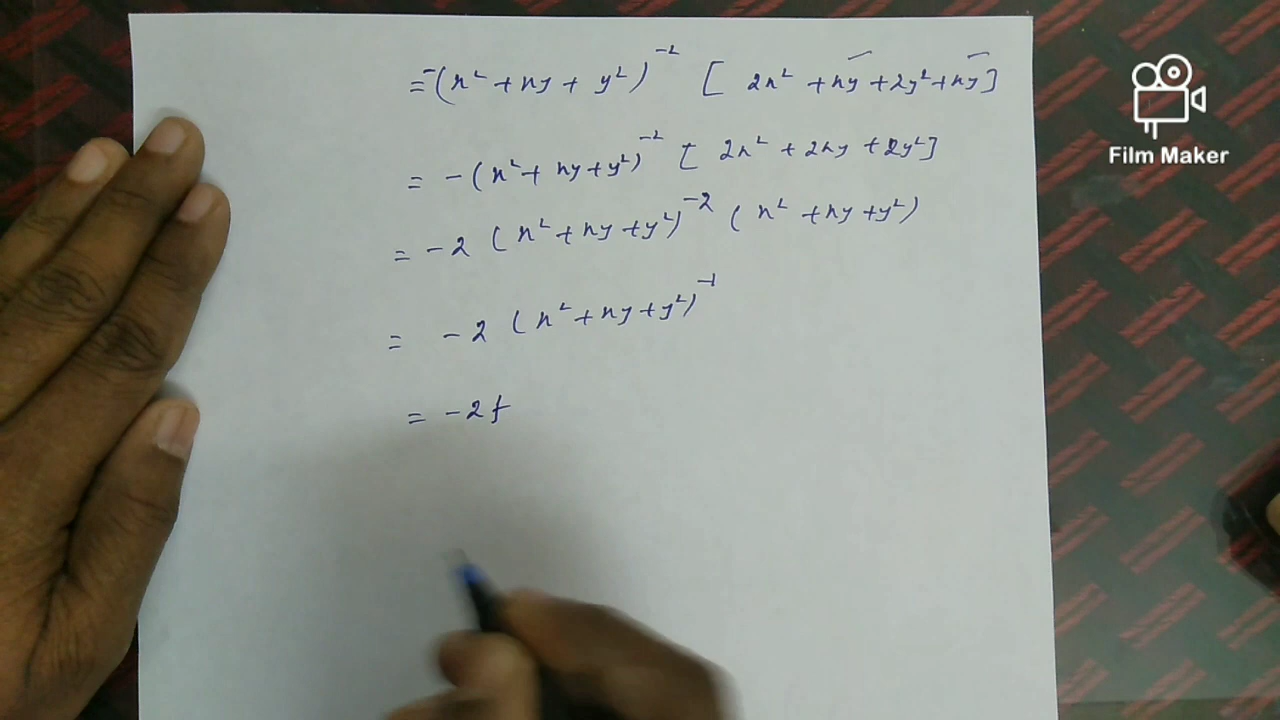 = -(x² + xy + y²)⁻² [ 2x² + xy + 2y² + xy ]
= - (x² + xy + y²)⁻² [ 2x² + 2xy + 2y² ]
= -2 (x² + xy + y²)⁻² (x² + xy + y²)
= -2 (x² + xy + y²)⁻¹
= -2f
Film Maker